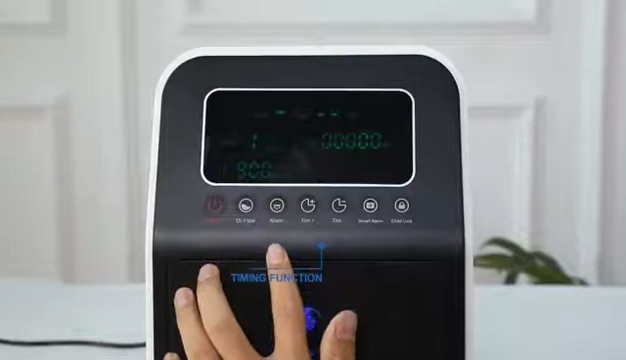 1 00000
900
O₂ Flow Anion Tim + Tim - Smart Alarm Child Lock
TIMING FUNCTION